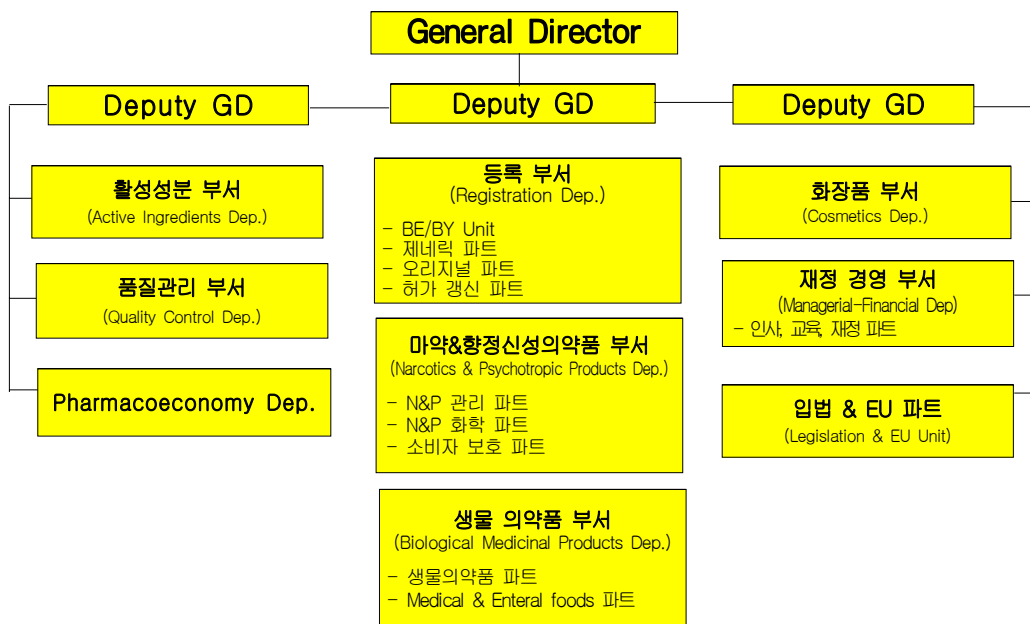 General Director
Deputy GD
Deputy GD
Deputy GD
활성성분 부서
(Active Ingredients Dep.)
품질관리 부서
(Quality Control Dep.)
Pharmacoeconomy Dep.
등록 부서
(Registration Dep.)
- BE/BY Unit
- 제네릭 파트
- 오리지널 파트
- 허가 갱신 파트
마약&향정신성의약품 부서
(Narcotics & Psychotropic Products Dep.)
- N&P 관리 파트
- N&P 화학 파트
- 소비자 보호 파트
생물 의약품 부서
(Biological Medicinal Products Dep.)
- 생물의약품 파트
- Medical & Enteral foods 파트
화장품 부서
(Cosmetics Dep.)
재정 경영 부서
(Managerial-Financial Dep)
- 인사, 교육, 재정 파트
입법 & EU 파트
(Legislation & EU Unit)